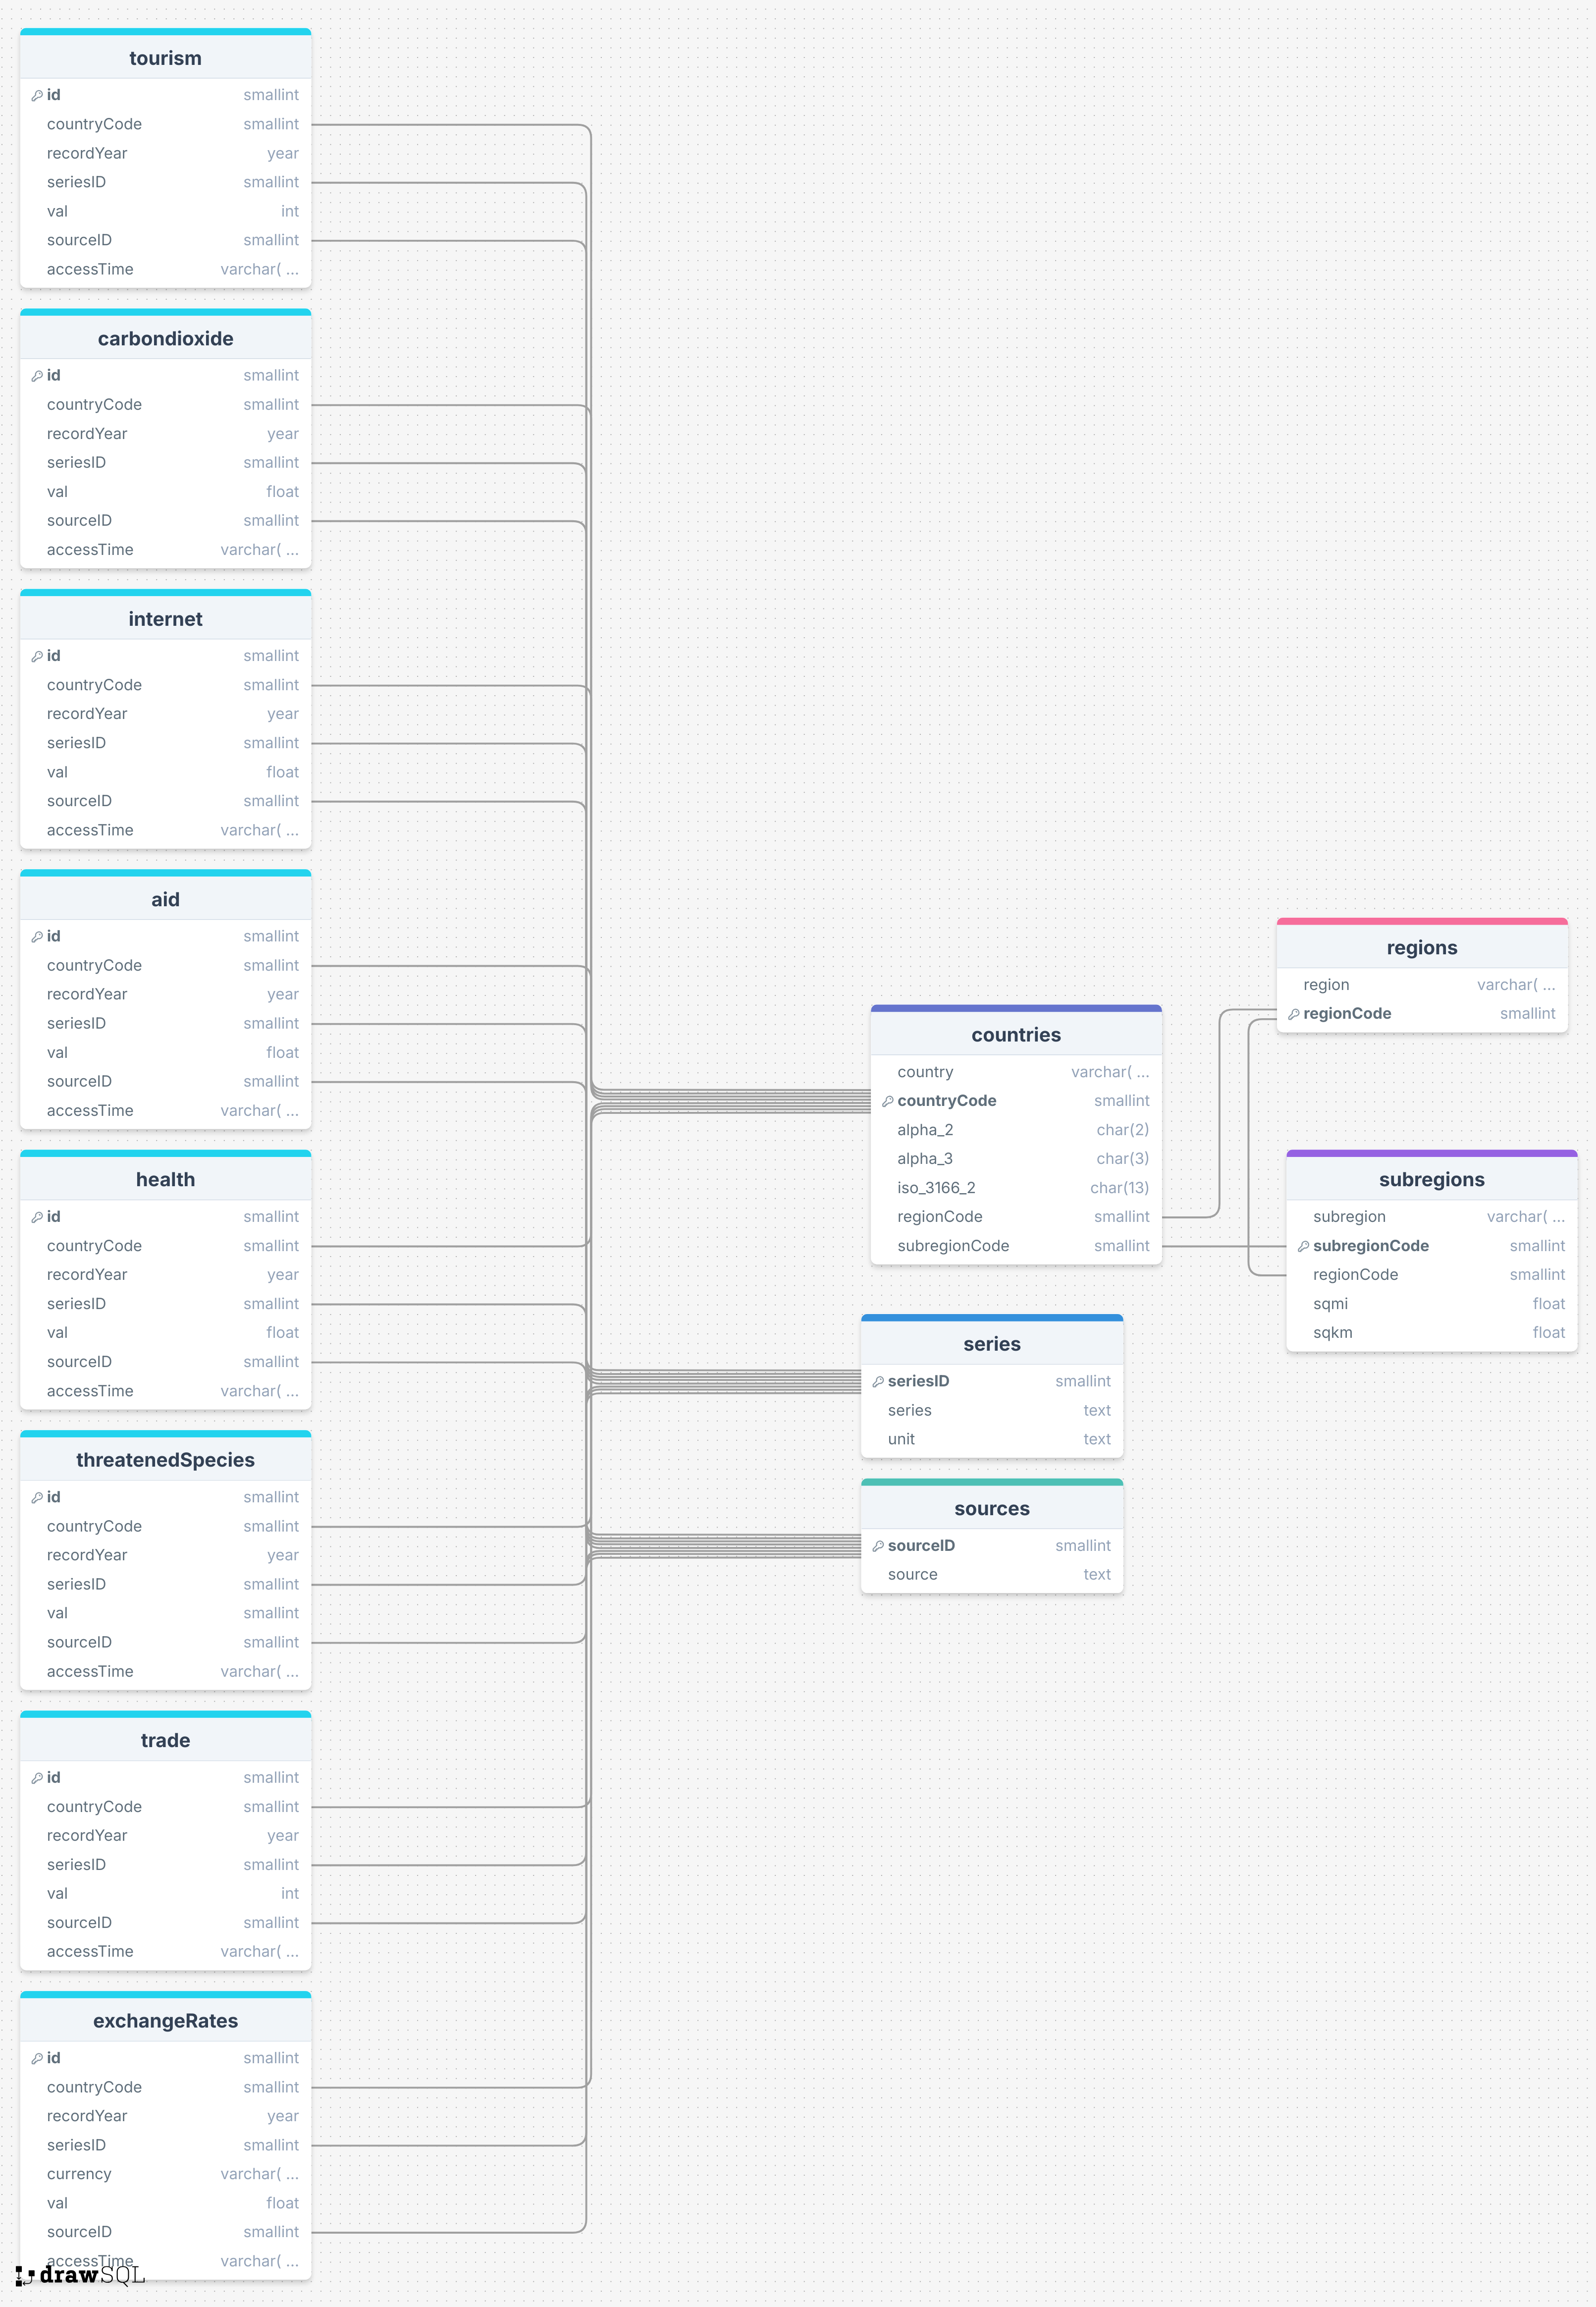 tourism
id smallint
countryCode smallint
recordYear year
seriesID smallint
val int
sourceID smallint
accessTime varchar( ...
carbondioxide
id smallint
countryCode smallint
recordYear year
seriesID smallint
val float
sourceID smallint
accessTime varchar( ...
internet
id smallint
countryCode smallint
recordYear year
seriesID smallint
val float
sourceID smallint
accessTime varchar( ...
aid
id smallint
countryCode smallint
recordYear year
seriesID smallint
val float
sourceID smallint
accessTime varchar( ...
health
id smallint
countryCode smallint
recordYear year
seriesID smallint
val float
sourceID smallint
accessTime varchar( ...
threatenedSpecies
id smallint
countryCode smallint
recordYear year
seriesID smallint
val smallint
sourceID smallint
accessTime varchar( ...
trade
id smallint
countryCode smallint
recordYear year
seriesID smallint
val int
sourceID smallint
accessTime varchar( ...
exchangeRates
id smallint
countryCode smallint
recordYear year
seriesID smallint
currency varchar( ...
val float
sourceID smallint
accessTime varchar( ...
drawSQL
countries
country varchar( ...
countryCode smallint
alpha_2 char(2)
alpha_3 char(3)
iso_3166_2 char(13)
regionCode smallint
subregionCode smallint
series
seriesID smallint
series text
unit text
sources
sourceID smallint
source text
regions
region varchar( ...
regionCode smallint
subregions
subregion varchar( ...
subregionCode smallint
regionCode smallint
sqmi float
sqkm float